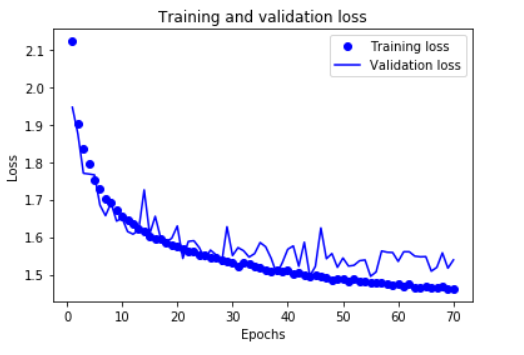 Training and validation loss
Training loss
Validation loss
2.1
2.0
1.9
1.8
1.7
1.6
1.5
Loss
0 10 20 30 40 50 60 70
Epochs